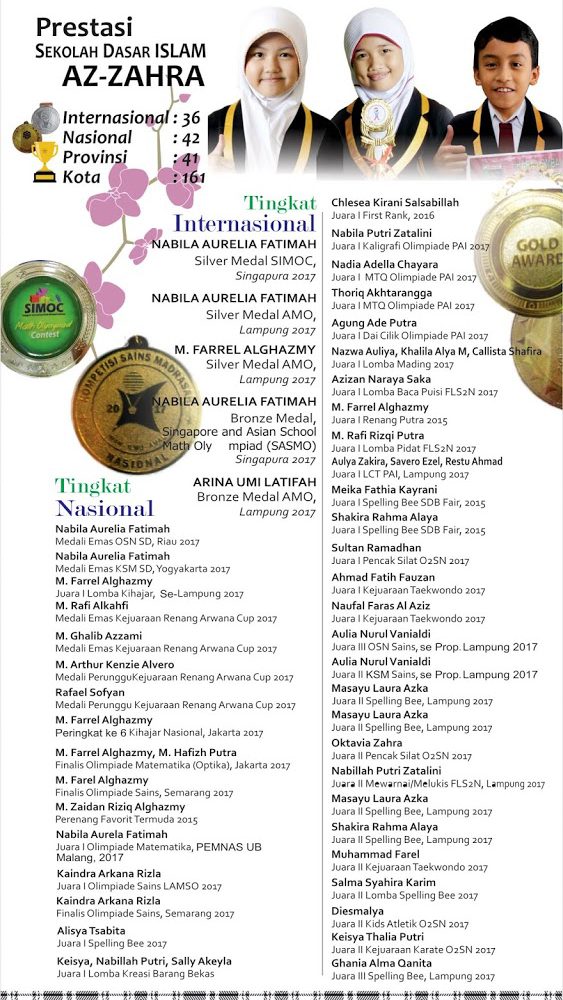 Prestasi
SEKOLAH DASAR ISLAM
AZ-ZAHRA
Internasional : 36
Nasional : 42
Provinsi : 41
Kota : 161
Tingkat
Internasional
NABILA AURELIA FATIMAH
Silver Medal SIMOC,
Singapura 2017
NABILA AURELIA FATIMAH
Silver Medal AMO,
Lampung 2017
M. FARREL ALGHAZMY
Silver Medal AMO,
Lampung 2017
NABILA AURELIA FATIMAH
Bronze Medal,
Singapore and Asian School
Math Oly mpiad (SASMO)
Singapura 2017
ARINA UMI LATIFAH
Bronze Medal AMO,
Lampung 2017
SIMOC
Math Olympiad
Contest
KOMPETISI SAINS MADRASAH
2017
NASIONAL
Tingkat
Nasional
Nabila Aurelia Fatimah
Medali Emas OSN SD, Riau 2017
Nabila Aurelia Fatimah
Medali Emas KSM SD, Yogyakarta 2017
M. Farrel Alghazmy
Juara I Lomba Kihajar, Se-Lampung 2017
M. Rafi Alkahfi
Medali Emas Kejuaraan Renang Arwana Cup 2017
M. Ghalib Azzami
Medali Emas Kejuaraan Renang Arwana Cup 2017
M. Arthur Kenzie Alvero
Medali PerungguKejuaraan Renang Arwana Cup 2017
Rafael Sofyan
Medali Perunggu Kejuaraan Renang Arwana Cup 2017
M. Farrel Alghazmy
Peringkat ke 6 Kihajar Nasional, Jakarta 2017
M. Farrel Alghazmy, M. Hafizh Putra
Finalis Olimpiade Matematika (Optika), Jakarta 2017
M. Farel Alghazmy
Finalis Olimpiade Sains, Semarang 2017
M. Zaidan Riziq Alghazmy
Perenang Favorit Termuda 2015
Nabila Aurela Fatimah
Juara I Olimpiade Matematika, PEMNAS UB
Malang, 2017
Kaindra Arkana Rizla
Juara I Olimpiade Sains LAMSO 2017
Kaindra Arkana Rizla
Finalis Olimpiade Sains, Semarang 2017
Alisya Tsabita
Juara I Spelling Bee 2017
Keisya, Nabillah Putri, Sally Akeyla
Juara I Lomba Kreasi Barang Bekas
Chlesea Kirani Salsabillah
Juara I First Rank, 2016
Nabila Putri Zatalini
Juara I Kaligrafi Olimpiade PAI 2017
Nadia Adella Chayara
Juara I MTQ Olimpiade PAI 2017
Thoriq Akhtarangga
Juara I MTQ Olimpiade PAI 2017
Agung Ade Putra
Juara I Dai Cilik Olimpiade PAI 2017
Nazwa Auliya, Khalila Alya M, Callista Shafira
Juara I Lomba Mading 2017
Azizan Naraya Saka
Juara I Lomba Baca Puisi FLS2N 2017
M. Farrel Alghazmy
Juara I Renang Putra 2015
M. Rafi Rizqi Putra
Juara I Lomba Pidat FLS2N 2017
Aulya Zakira, Savero Ezel, Restu Ahmad
Juara I LCT PAI, Lampung 2017
Meika Fathia Kayrani
Juara I Spelling Bee SDB Fair, 2015
Shakira Rahma Alaya
Juara I Spelling Bee SDB Fair, 2015
Sultan Ramadhan
Juara I Pencak Silat O2SN 2017
Ahmad Fatih Fauzan
Juara I Kejuaraan Taekwondo 2017
Naufal Faras Al Aziz
Juara I Kejuaraan Taekwondo 2017
Aulia Nurul Vanialdi
Juara III OSN Sains, se Prop. Lampung 2017
Aulia Nurul Vanialdi
Juara II KSM Sains, se Prop. Lampung 2017
Masayu Laura Azka
Juara II Spelling Bee, Lampung 2017
Masayu Laura Azka
Juara II Spelling Bee, Lampung 2017
Oktavia Zahra
Juara II Pencak Silat O2SN 2017
Nabillah Putri Zatalini
Juara II Mewarnai/Melukis FLS2N, Lampung 2017
Masayu Laura Azka
Juara II Spelling Bee, Lampung 2017
Shakira Rahma Alaya
Juara II Spelling Bee, Lampung 2017
Muhammad Farel
Juara II Kejuaraan Taekwondo 2017
Salma Syahira Karim
Juara II Lomba Spelling Bee 2017
Diesmalya
Juara II Kids Atletik O2SN 2017
Keisya Thalia Putri
Juara II Kejuaraan Karate O2SN 2017
Ghania Alma Qanita
Juara III Spelling Bee, Lampung 2017
GOLD
AWARD